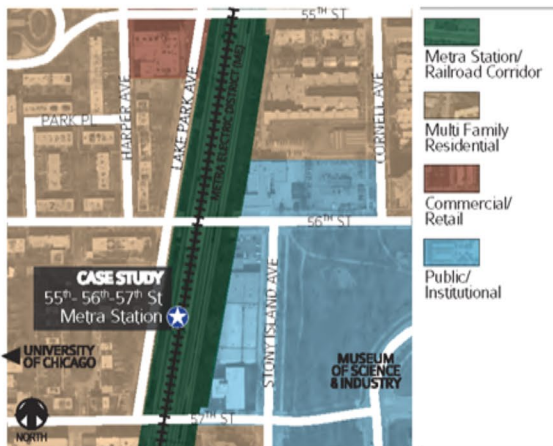 55TH ST
HARPER AVE
LAKE PARK AVE
METRA ELECTRIC DISTRICT (ME)
CORNELL AVE
PARK PL
56TH ST
CASE STUDY
55th- 56th-57th St
Metra Station
STONY ISLAND AVE
UNIVERSITY
OF CHICAGO
MUSEUM
OF SCIENCE
& INDUSTRY
57TH ST
NORTH
Metra Station/
Railroad Corridor
Multi Family
Residential
Commercial/
Retail
Public/
Institutional